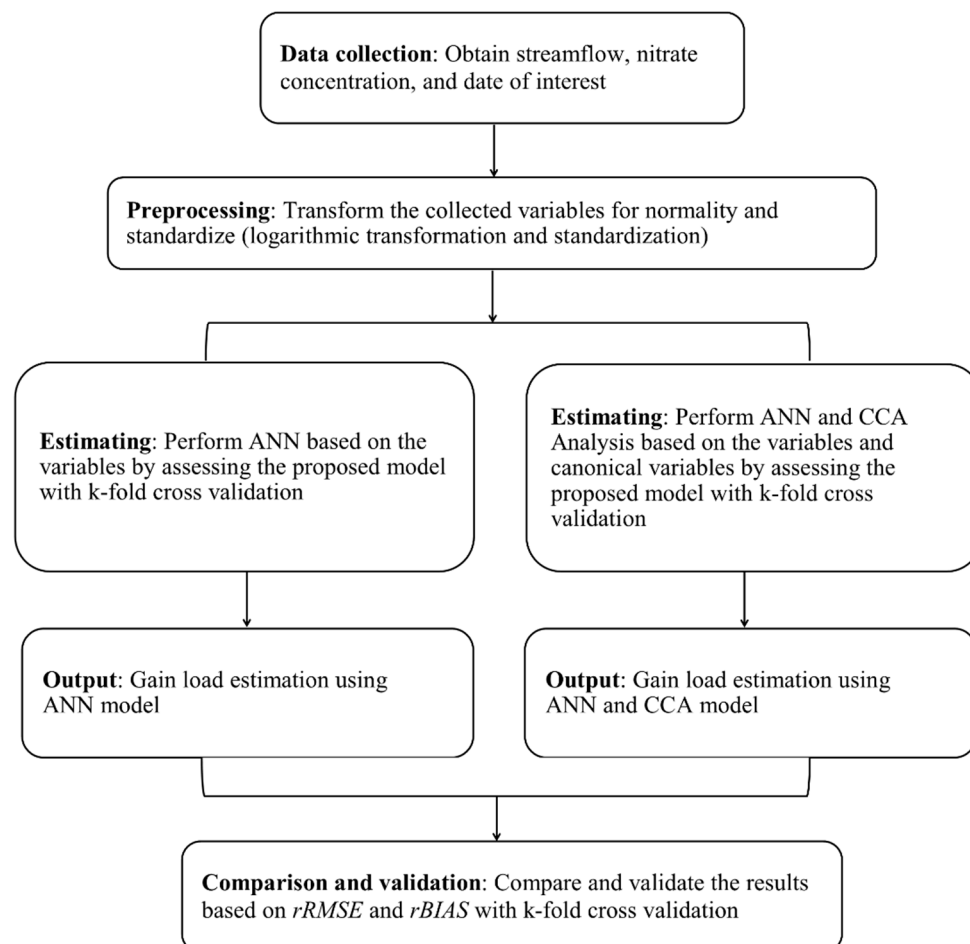 Data collection: Obtain streamflow, nitrate
concentration, and date of interest
Preprocessing: Transform the collected variables for normality and
standardize (logarithmic transformation and standardization)
Estimating: Perform ANN based on the
variables by assessing the proposed model
with k-fold cross validation
Estimating: Perform ANN and CCA
Analysis based on the variables and
canonical variables by assessing the
proposed model with k-fold cross
validation
Output: Gain load estimation using
ANN model
Output: Gain load estimation using
ANN and CCA model
Comparison and validation: Compare and validate the results
based on rRMSE and rBIAS with k-fold cross validation